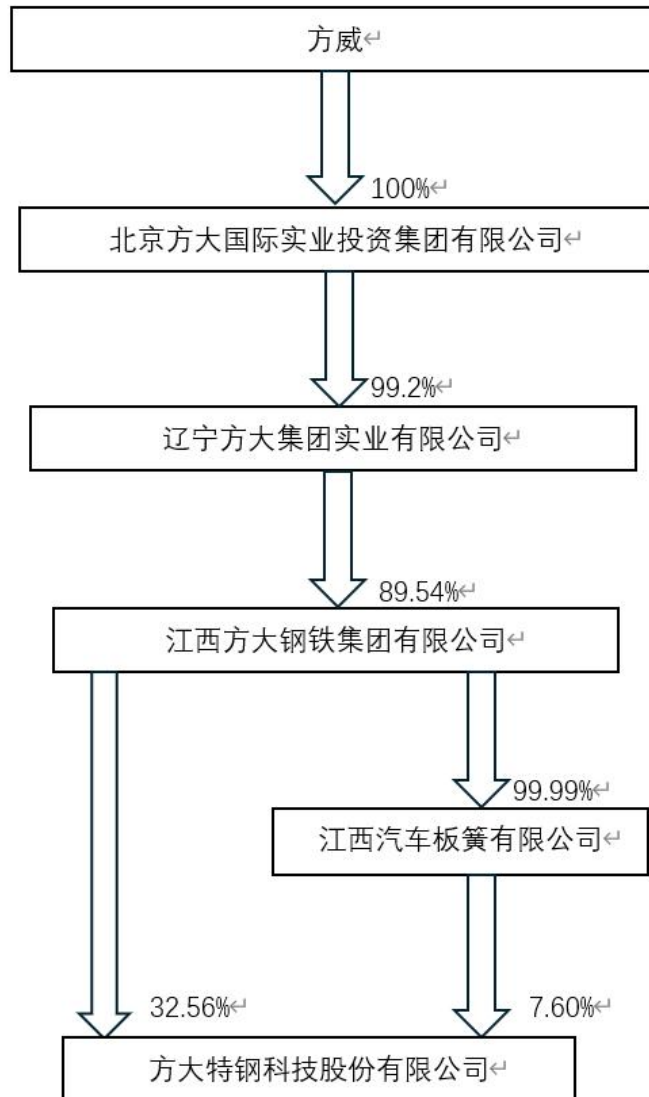 方威
100%
北京方大国际实业投资集团有限公司
99.2%
辽宁方大集团实业有限公司
89.54%
江西方大钢铁集团有限公司
99.99%
江西汽车板簧有限公司
32.56%
7.60%
方大特钢科技股份有限公司